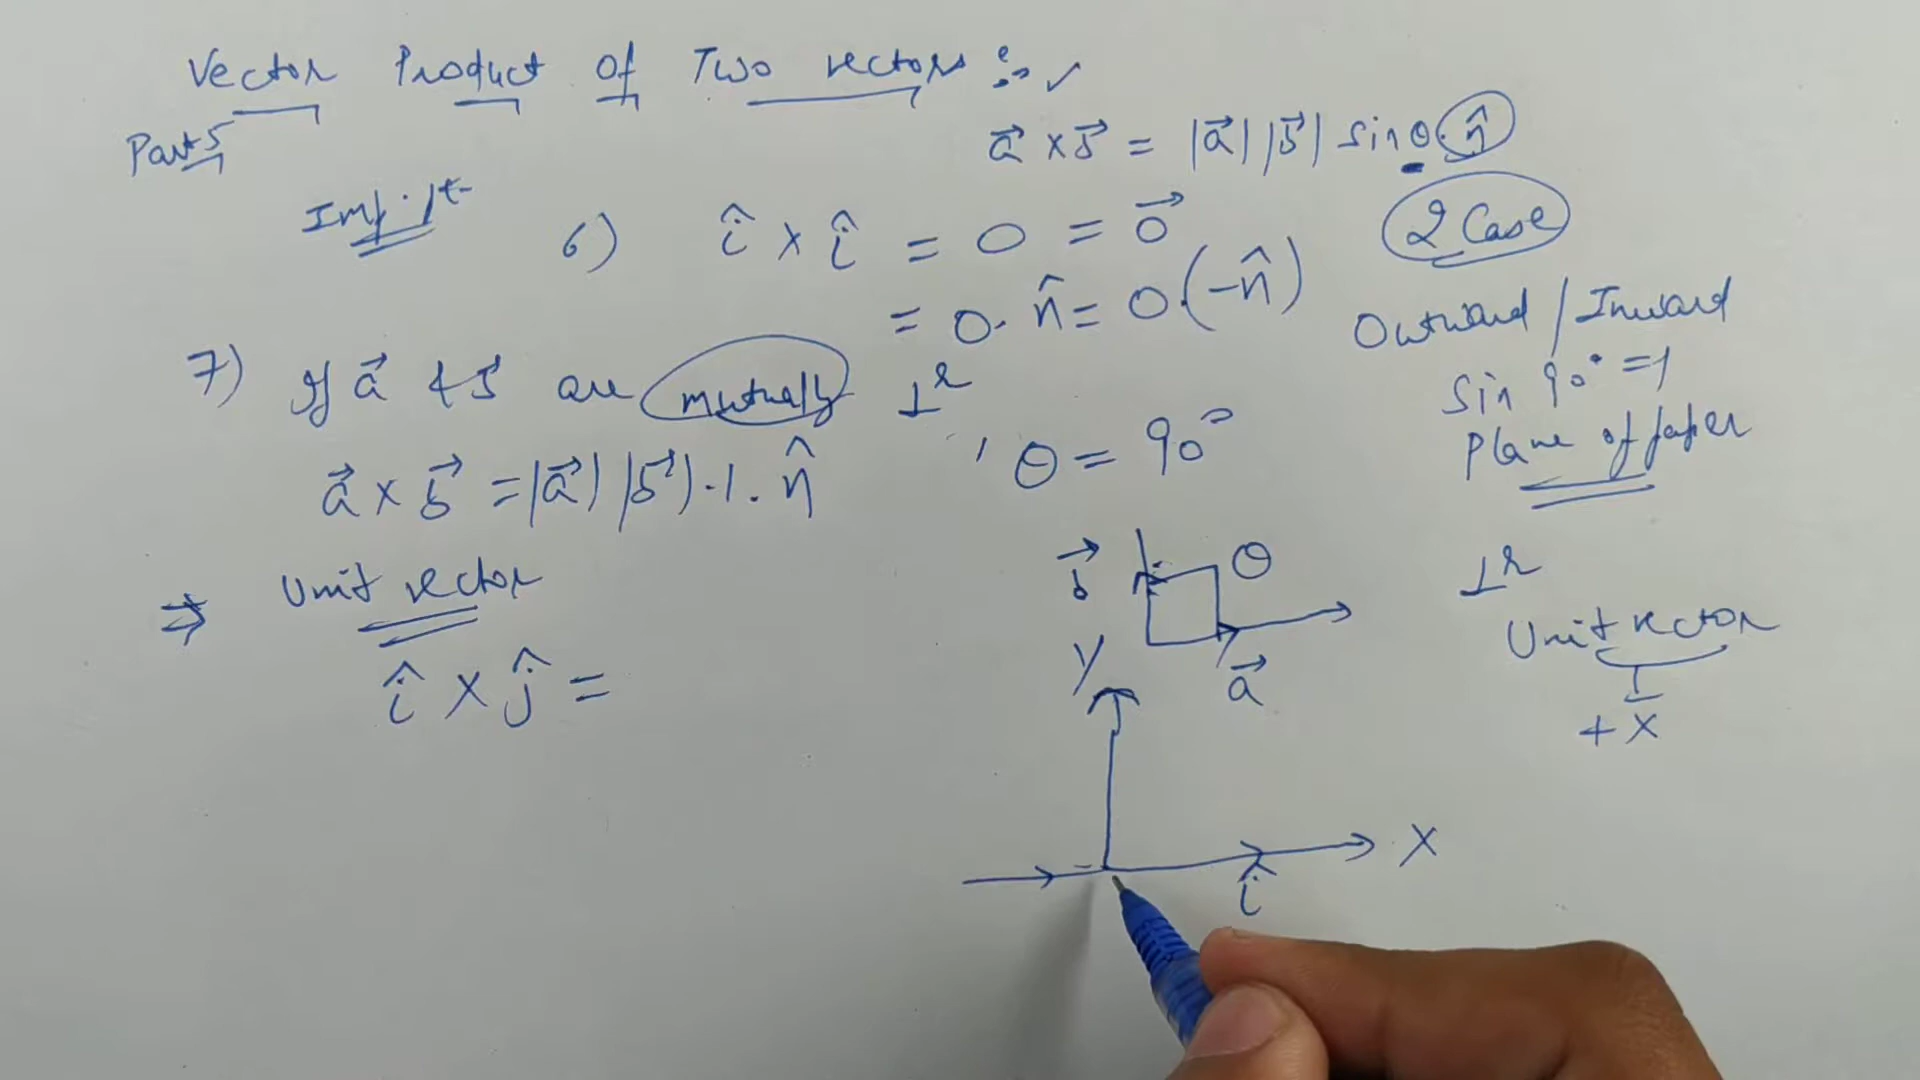 Vector Product Of Two vectors :- ✓
Part 5
a⃗ × b⃗ = |a⃗| |b⃗| sin θ · n̂
Imp. pt
6) î × î = 0 = 0⃗
2 Case
= 0 · n̂ = 0 · (-n̂)
Outward / Inward
7) If a⃗ & b⃗ are mutually ⊥r , θ = 90°
Sin 90° = 1
Plane of paper
a⃗ × b⃗ = |a⃗| |b⃗| · 1 · n̂
⇒ Unit vector
b⃗ θ
a⃗
⊥r
Unit vector
+X
î × ĵ =
Y
X
î